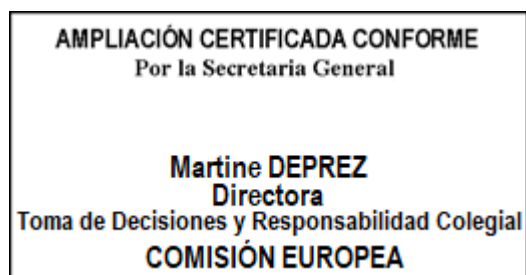 AMPLIACIÓN CERTIFICADA CONFORME
Por la Secretaria General
Martine DEPREZ
Directora
Toma de Decisiones y Responsabilidad Colegial
COMISIÓN EUROPEA